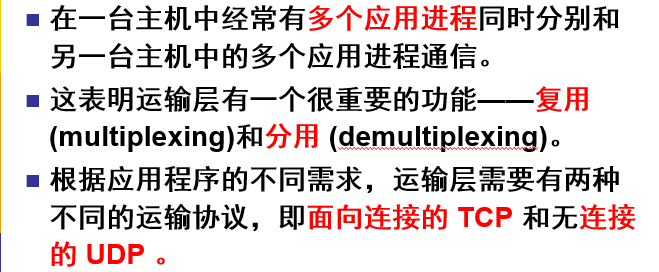 在一台主机中经常有多个应用进程同时分别和
另一台主机中的多个应用进程通信。
这表明运输层有一个很重要的功能——复用
(multiplexing)和分用 (demultiplexing)。
根据应用程序的不同需求，运输层需要有两种
不同的运输协议，即面向连接的 TCP 和无连接
的 UDP 。